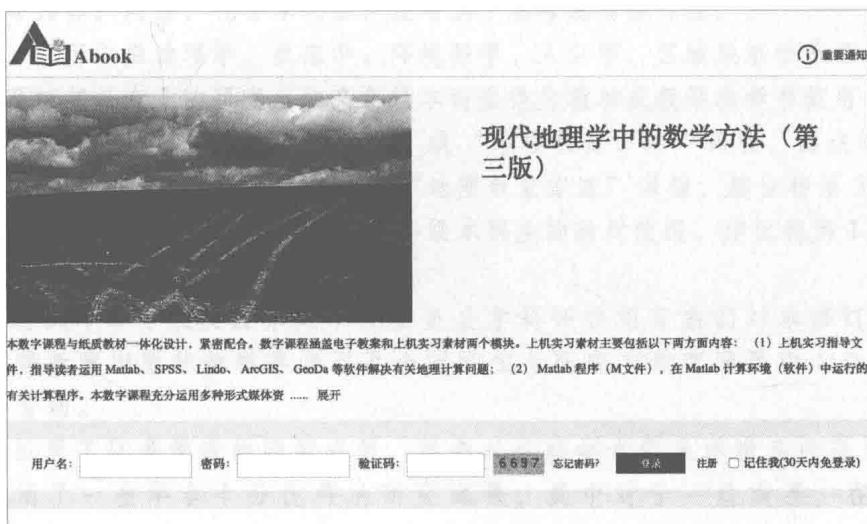 Abook
重要通知
现代地理学中的数学方法（第
三版）
本数字课程与纸质教材一体化设计，紧密配合。数字课程涵盖电子教案和上机实习素材两个模块。上机实习素材主要包括以下两方面内容：（1）上机实习指导文
件，指导读者运用 Matlab、SPSS、Lindo、ArcGIS、GeoDa 等软件解决有关地理计算问题；（2） Matlab 程序（M文件），在 Matlab 计算环境（软件）中运行的
有关计算程序。本数字课程充分运用多种形式媒体资 …… 展开
用户名： 密码： 验证码： 6697 忘记密码？ 登录 注册 记住我(30天内免登录)